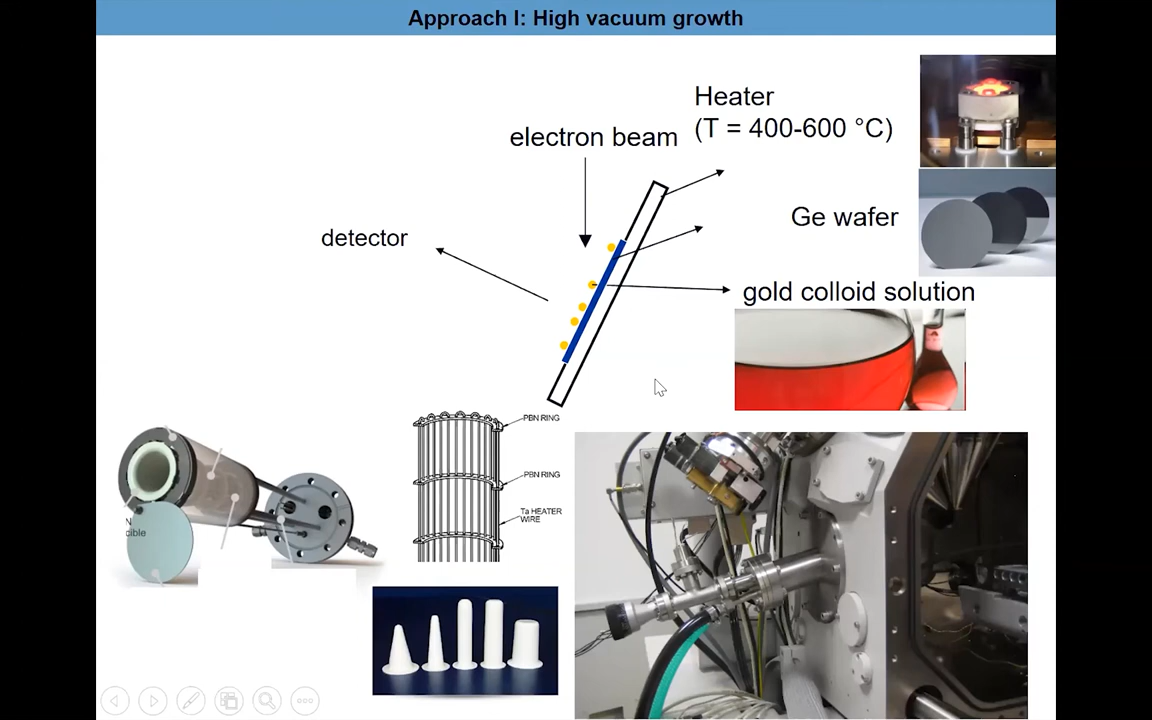 Approach I: High vacuum growth
Heater
(T = 400-600 °C)
electron beam
Ge wafer
detector
gold colloid solution
PBN RING
PBN RING
Ta HEATER
WIRE
N
cible